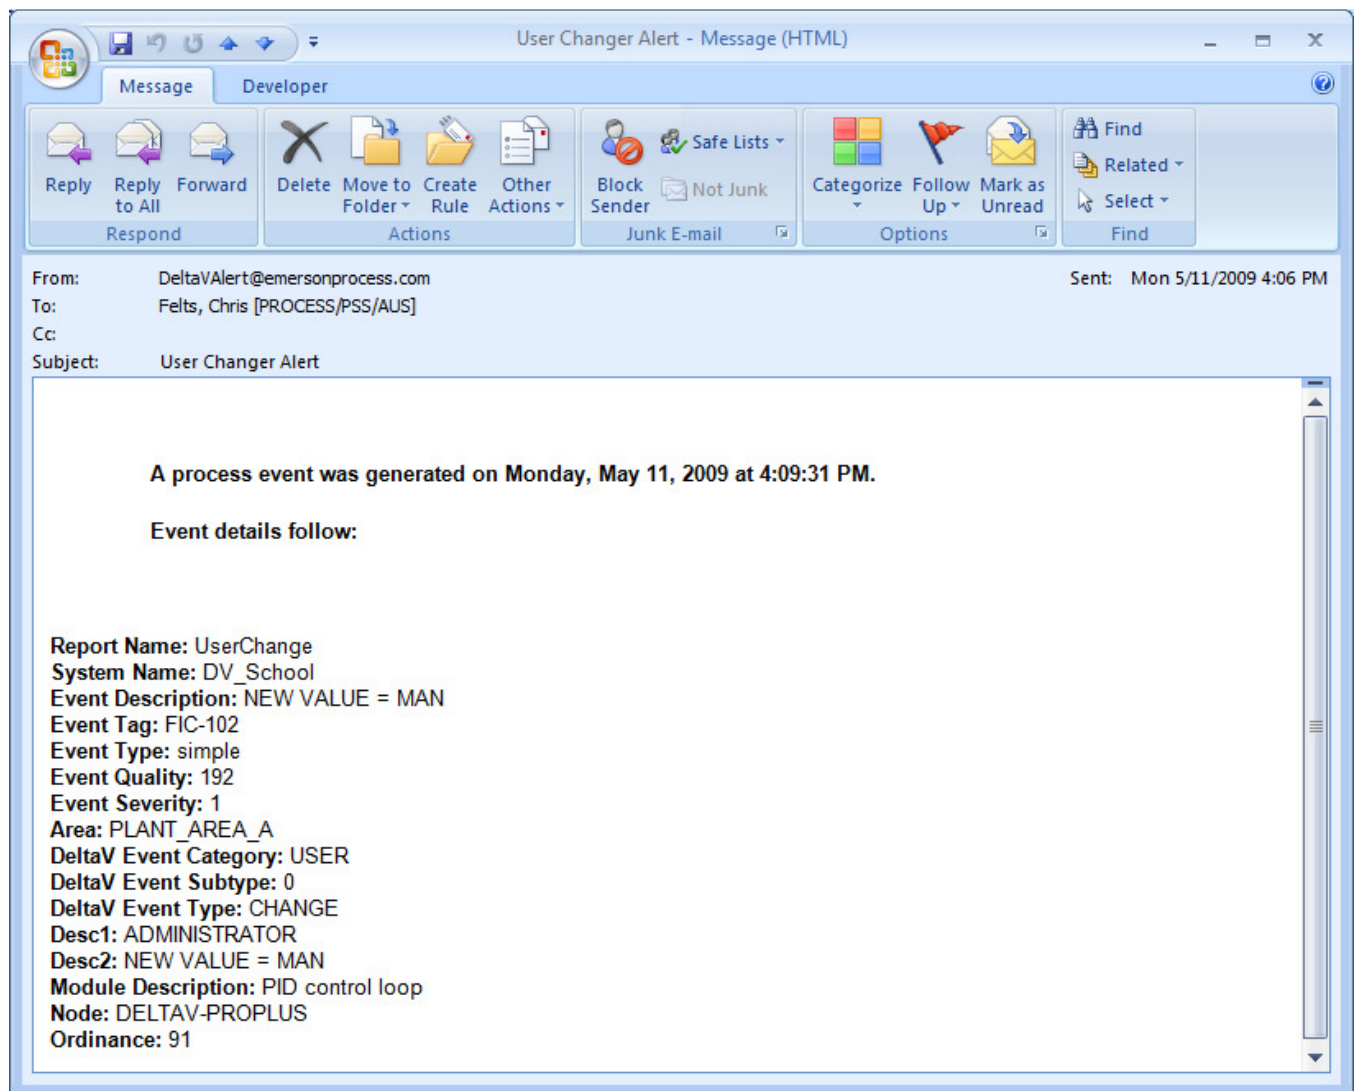 User Changer Alert - Message (HTML)
Message Developer
Reply Reply to All Forward
Delete Move to Folder Create Rule Other Actions
Block Sender Safe Lists Not Junk
Categorize Follow Up Mark as Unread
Find Related Select
Respond Actions Junk E-mail Options Find
From: DeltaVAlert@emersonprocess.com Sent: Mon 5/11/2009 4:06 PM
To: Felts, Chris [PROCESS/PSS/AUS]
Cc:
Subject: User Changer Alert
A process event was generated on Monday, May 11, 2009 at 4:09:31 PM.
Event details follow:
Report Name: UserChange
System Name: DV_School
Event Description: NEW VALUE = MAN
Event Tag: FIC-102
Event Type: simple
Event Quality: 192
Event Severity: 1
Area: PLANT_AREA_A
DeltaV Event Category: USER
DeltaV Event Subtype: 0
DeltaV Event Type: CHANGE
Desc1: ADMINISTRATOR
Desc2: NEW VALUE = MAN
Module Description: PID control loop
Node: DELTAV-PROPLUS
Ordinance: 91